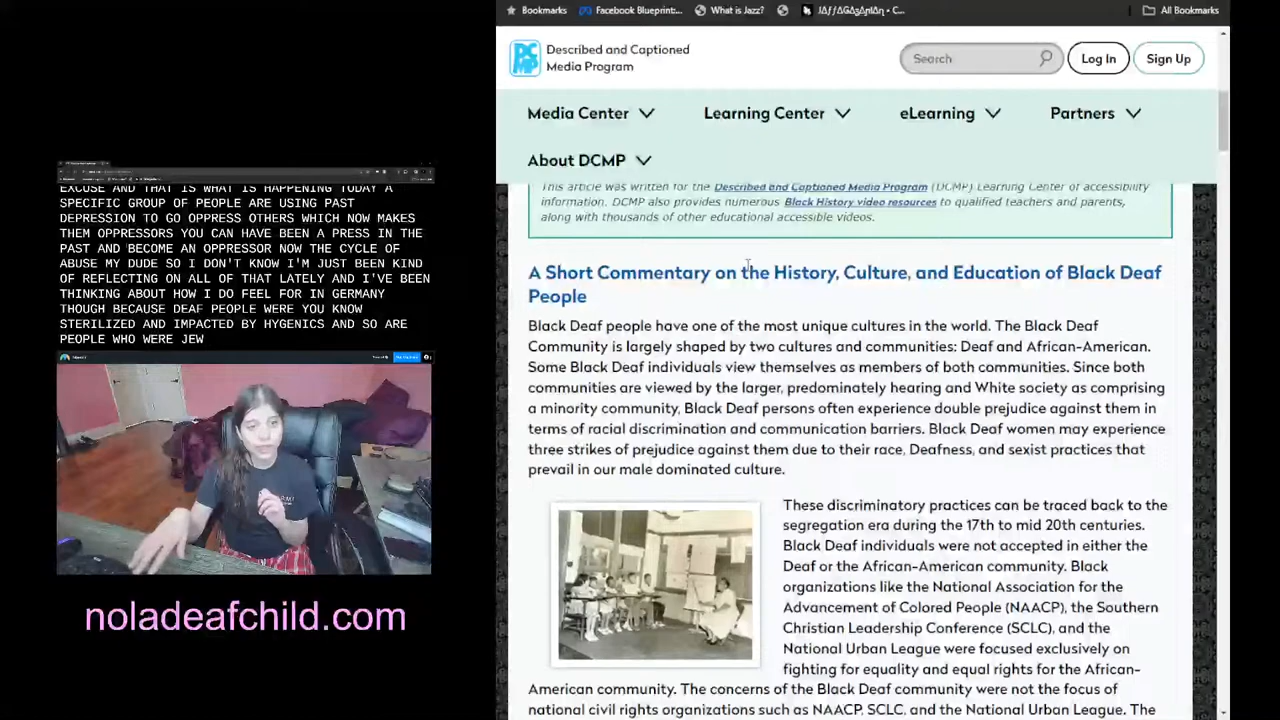 Bookmarks
Facebook Blueprint:...
What is Jazz?
All Bookmarks
Described and Captioned
Media Program
Search
Log In
Sign Up
Media Center
Learning Center
eLearning
Partners
About DCMP
This article was written for the Described and Captioned Media Program (DCMP) Learning Center of accessibility
information. DCMP also provides numerous Black History video resources to qualified teachers and parents,
along with thousands of other educational accessible videos.
A Short Commentary on the History, Culture, and Education of Black Deaf
People
Black Deaf people have one of the most unique cultures in the world. The Black Deaf
Community is largely shaped by two cultures and communities: Deaf and African-American.
Some Black Deaf individuals view themselves as members of both communities. Since both
communities are viewed by the larger, predominately hearing and White society as comprising
a minority community, Black Deaf persons often experience double prejudice against them in
terms of racial discrimination and communication barriers. Black Deaf women may experience
three strikes of prejudice against them due to their race, Deafness, and sexist practices that
prevail in our male dominated culture.
These discriminatory practices can be traced back to the
segregation era during the 17th to mid 20th centuries.
Black Deaf individuals were not accepted in either the
Deaf or the African-American community. Black
organizations like the National Association for the
Advancement of Colored People (NAACP), the Southern
Christian Leadership Conference (SCLC), and the
National Urban League were focused exclusively on
fighting for equality and equal rights for the African-
American community. The concerns of the Black Deaf community were not the focus of
national civil rights organizations such as NAACP, SCLC, and the National Urban League. The
EXCUSE AND THAT IS WHAT IS HAPPENING TODAY A
SPECIFIC GROUP OF PEOPLE ARE USING PAST
DEPRESSION TO GO OPPRESS OTHERS WHICH NOW MAKES
THEM OPPRESSORS YOU CAN HAVE BEEN A PRESS IN THE
PAST AND BECOME AN OPPRESSOR NOW THE CYCLE OF
ABUSE MY DUDE SO I DON'T KNOW I'M JUST BEEN KIND
OF REFLECTING ON ALL OF THAT LATELY AND I'VE BEEN
THINKING ABOUT HOW I DO FEEL FOR IN GERMANY
THOUGH BECAUSE DEAF PEOPLE WERE YOU KNOW
STERILIZED AND IMPACTED BY HYGENICS AND SO ARE
PEOPLE WHO WERE JEW
noladeafchild.com